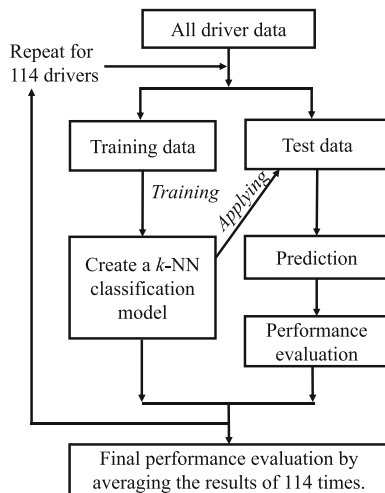 All driver data
Repeat for
114 drivers
Training data
Test data
Training
Applying
Create a k-NN
classification
model
Prediction
Performance
evaluation
Final performance evaluation by
averaging the results of 114 times.